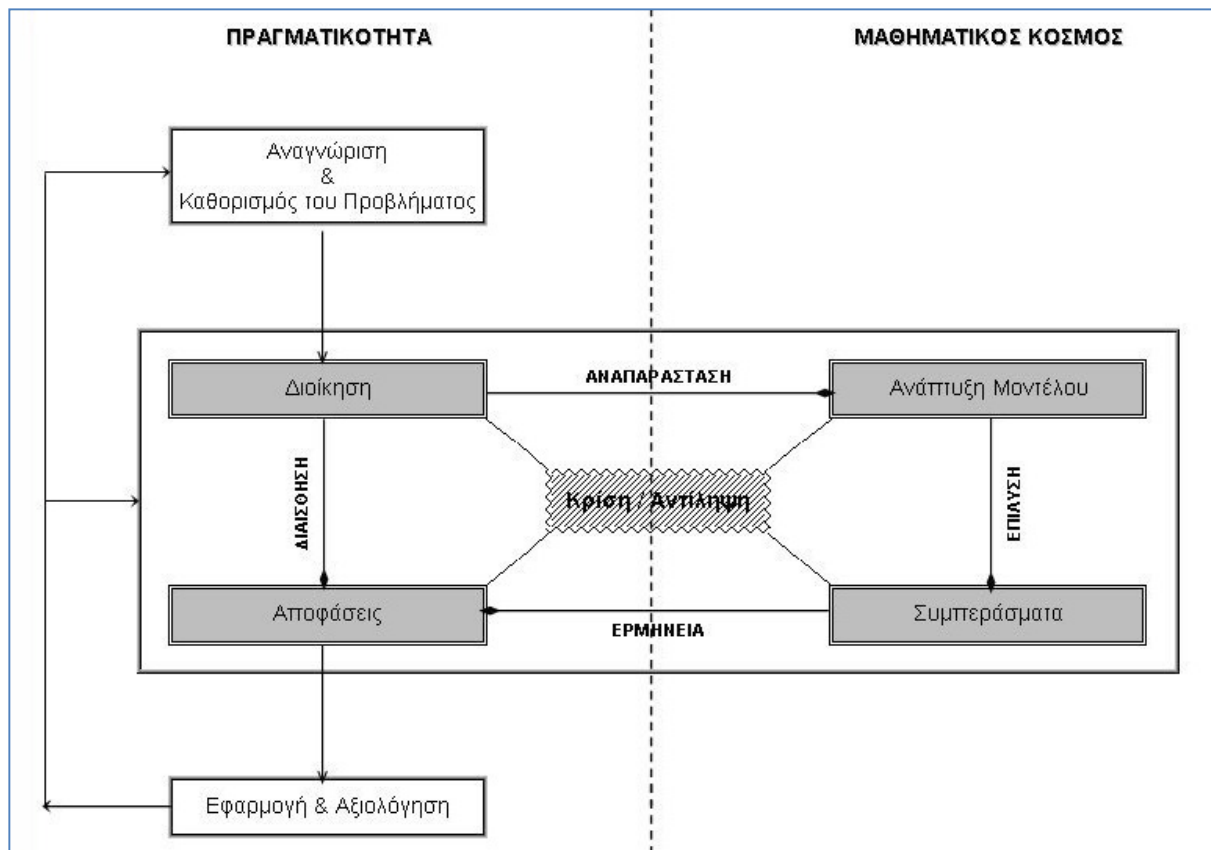 ΠΡΑΓΜΑΤΙΚΟΤΗΤΑ
ΜΑΘΗΜΑΤΙΚΟΣ ΚΟΣΜΟΣ
Αναγνώριση
&
Καθορισμός του Προβλήματος
Διοίκηση
ΑΝΑΠΑΡΑΣΤΑΣΗ
Ανάπτυξη Μοντέλου
ΔΙΑΙΣΘΗΣΗ
Κρίση / Αντίληψη
ΕΠΙΛΥΣΗ
Αποφάσεις
ΕΡΜΗΝΕΙΑ
Συμπεράσματα
Εφαρμογή & Αξιολόγηση